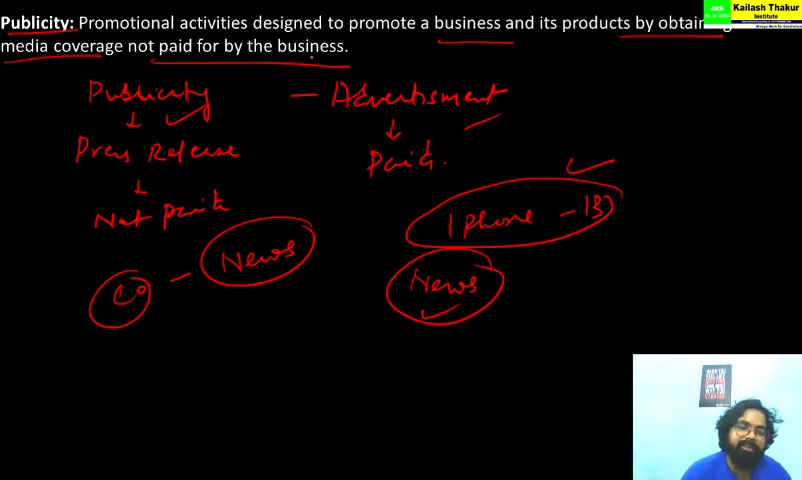 Publicity: Promotional activities designed to promote a business and its products by obtaining
media coverage not paid for by the business.
Kailash Thakur
Institute
Publicity — Advertisment
Press Release
Paid.
Not paid
Iphone - 13
News
News
Co -